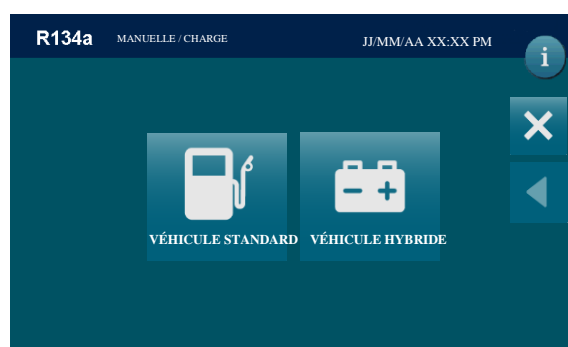 R134a MANUELLE / CHARGE JJ/MM/AA XX:XX PM
i
VÉHICULE STANDARD VÉHICULE HYBRIDE